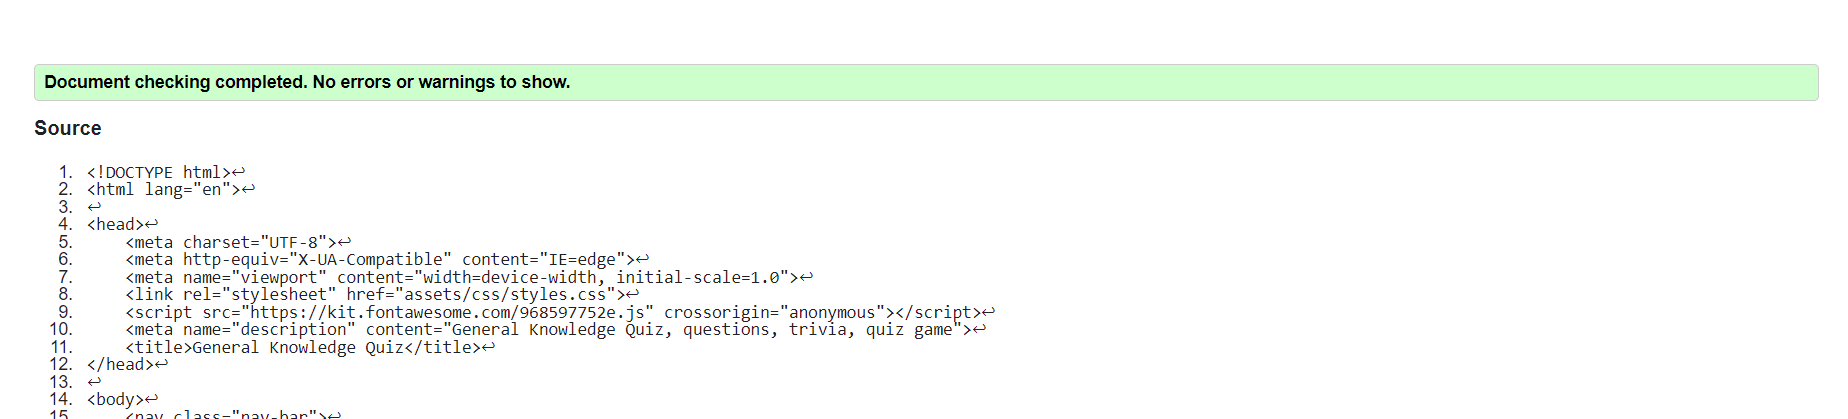 Document checking completed. No errors or warnings to show.
Source
1. <!DOCTYPE html>↩
2. <html lang="en">↩
3. ↩
4. <head>↩
5.     <meta charset="UTF-8">↩
6.     <meta http-equiv="X-UA-Compatible" content="IE=edge">↩
7.     <meta name="viewport" content="width=device-width, initial-scale=1.0">↩
8.     <link rel="stylesheet" href="assets/css/styles.css">↩
9.     <script src="https://kit.fontawesome.com/968597752e.js" crossorigin="anonymous"></script>↩
10.     <meta name="description" content="General Knowledge Quiz, questions, trivia, quiz game">↩
11.     <title>General Knowledge Quiz</title>↩
12. </head>↩
13. ↩
14. <body>↩
15.     <nav class="nav-bar">↩